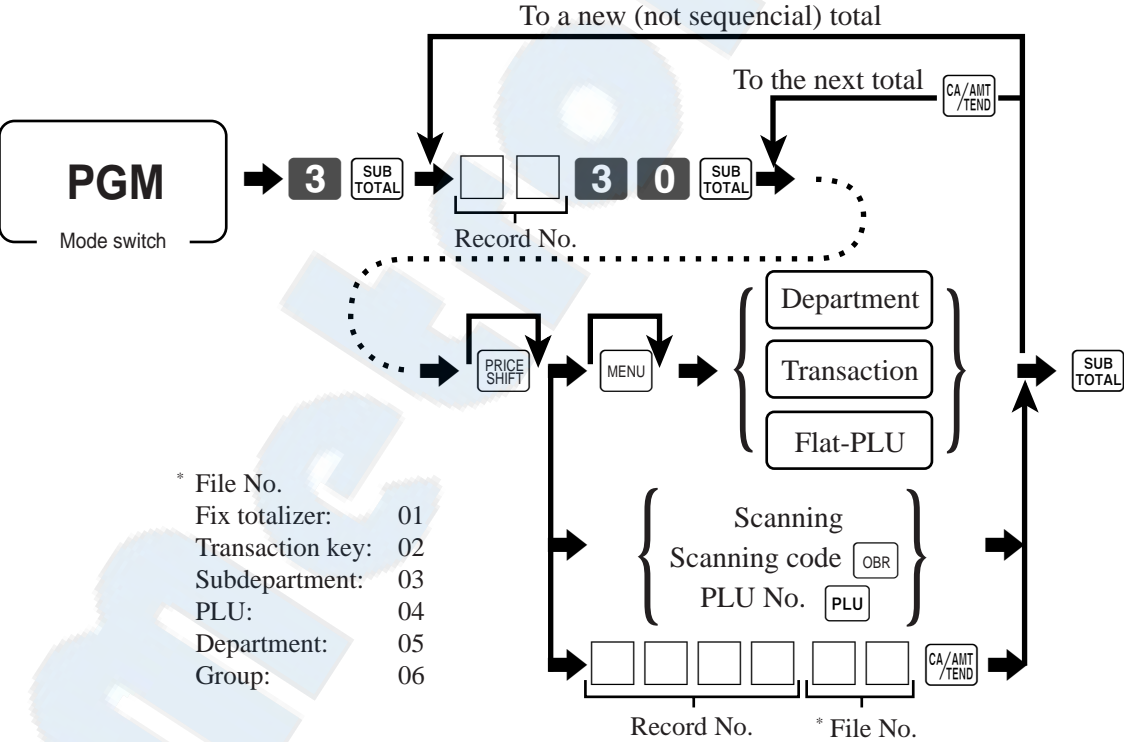 To a new (not sequencial) total
To the next total
CA/AMT
/TEND
PGM
Mode switch
3
SUB
TOTAL
3 0
SUB
TOTAL
Record No.
PRICE
SHIFT
MENU
Department
Transaction
Flat-PLU
SUB
TOTAL
* File No.
Fix totalizer: 01
Transaction key: 02
Subdepartment: 03
PLU: 04
Department: 05
Group: 06
Scanning
Scanning code OBR
PLU No. PLU
CA/AMT
/TEND
Record No.
* File No.